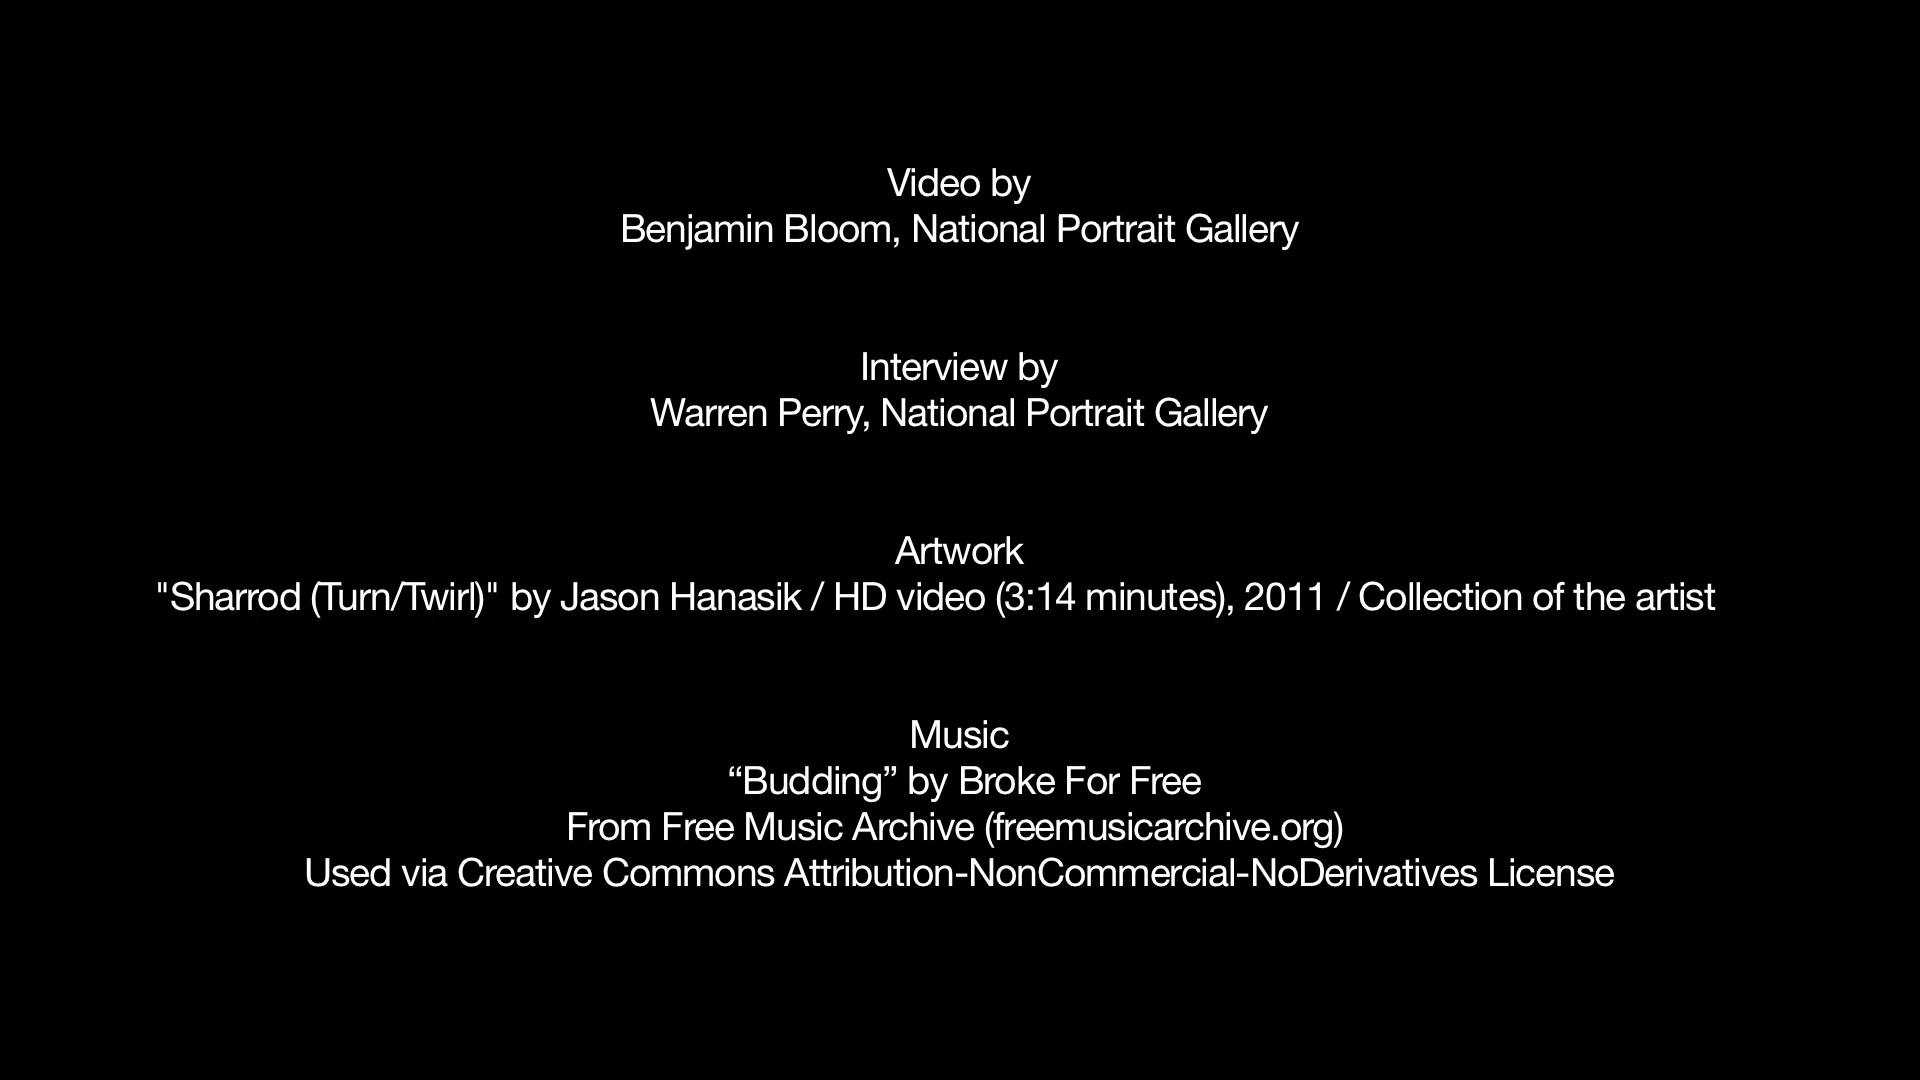 Video by
Benjamin Bloom, National Portrait Gallery
Interview by
Warren Perry, National Portrait Gallery
Artwork
"Sharrod (Turn/Twirl)" by Jason Hanasik / HD video (3:14 minutes), 2011 / Collection of the artist
Music
“Budding” by Broke For Free
From Free Music Archive (freemusicarchive.org)
Used via Creative Commons Attribution-NonCommercial-NoDerivatives License